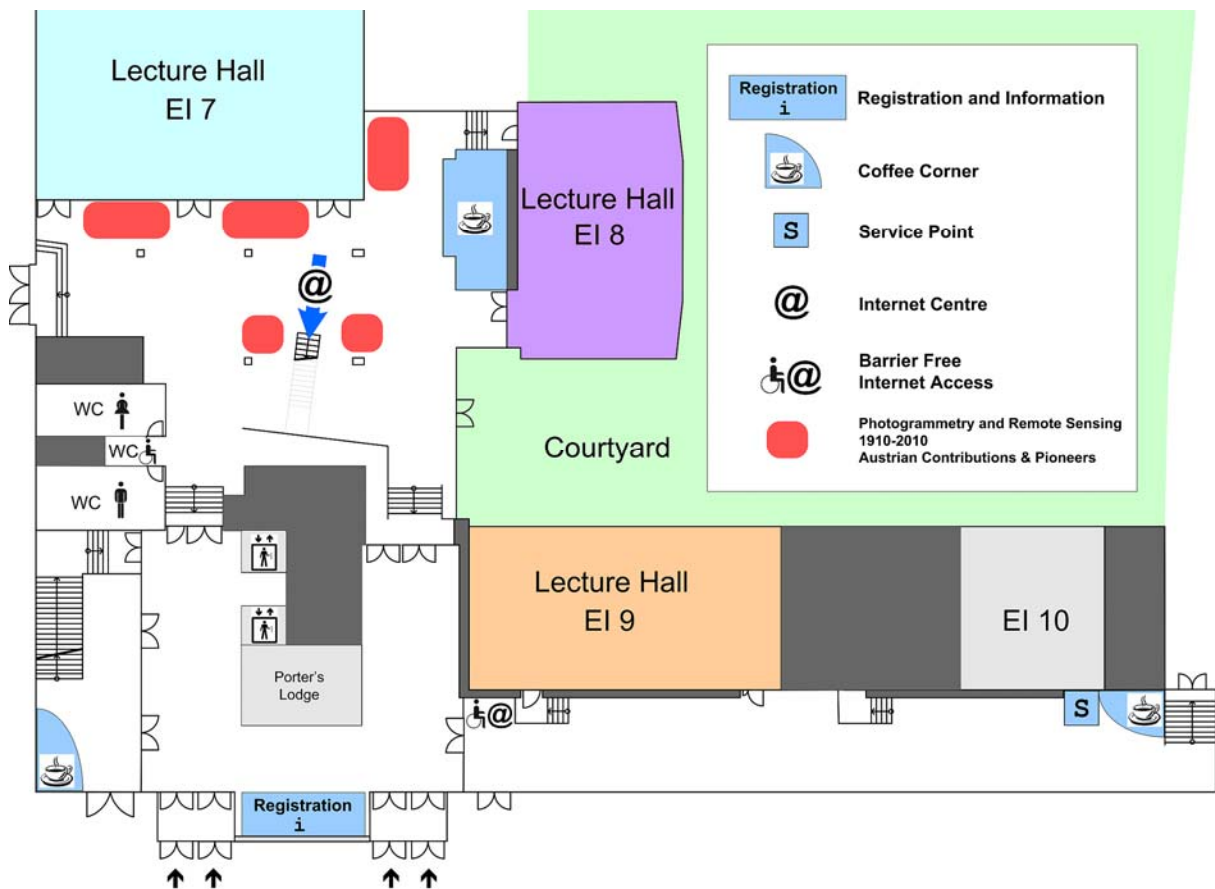 Lecture Hall
EI 7
Lecture Hall
EI 8
@
WC
WC
WC
Courtyard
Lecture Hall
EI 9
EI 10
Porter's
Lodge
@
S
Registration
i
Registration
i
Registration and Information
Coffee Corner
S
Service Point
@
Internet Centre
@
Barrier Free
Internet Access
Photogrammetry and Remote Sensing
1910-2010
Austrian Contributions & Pioneers